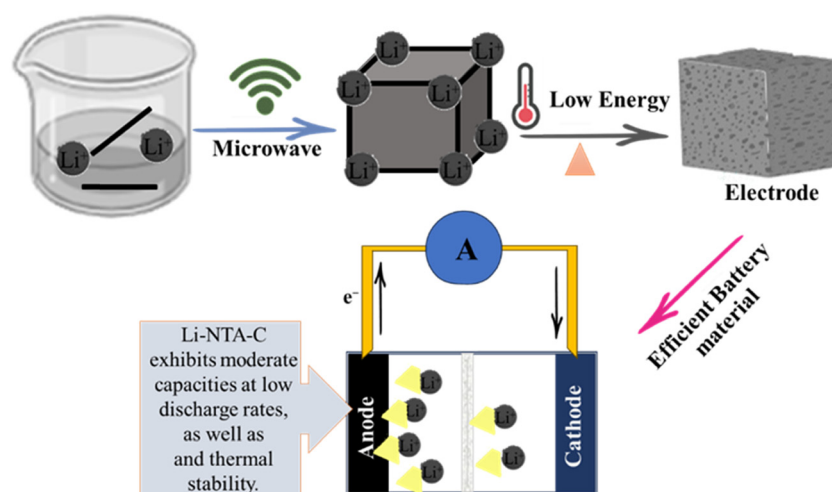 Li⁺
Li⁺
Microwave
Li⁺
Li⁺
Li⁺
Li⁺
Li⁺
Li⁺
Li⁺
Low Energy
Electrode
Efficient Battery
material
A
e⁻
Li-NTA-C
exhibits moderate
capacities at low
discharge rates,
as well as
and thermal
stability.
Anode
Li⁺
Li⁺
Li⁺
Li⁺
Li⁺
Li⁺
Cathode